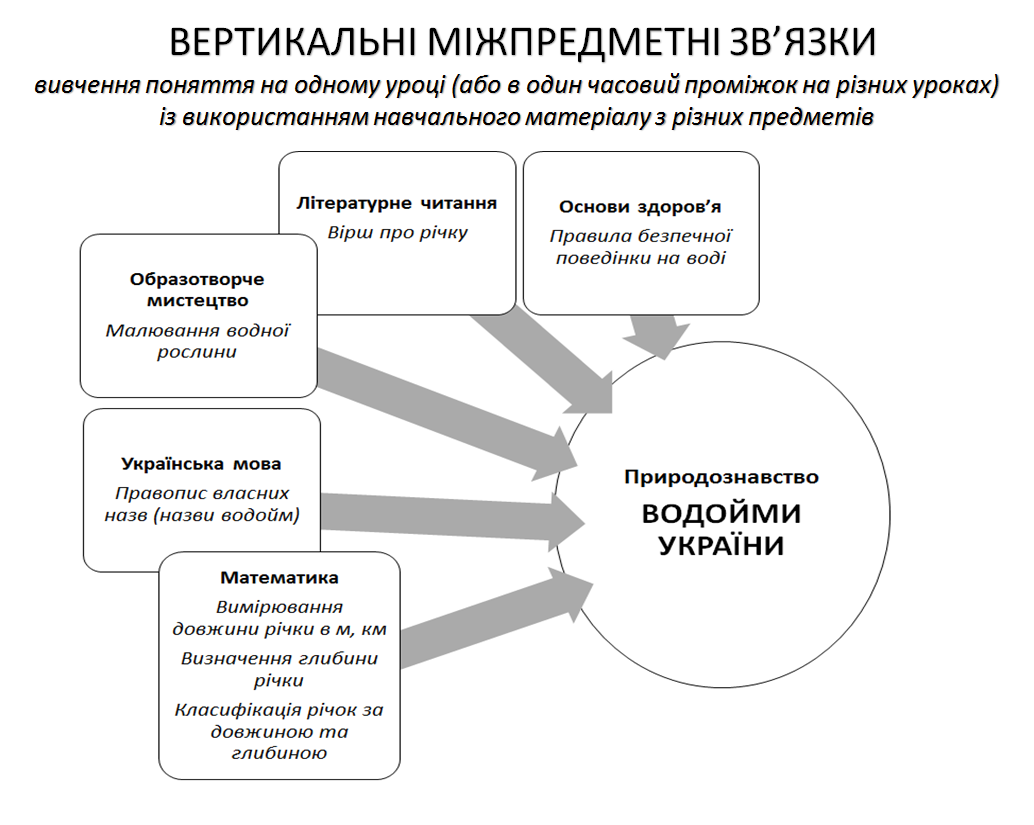 ВЕРТИКАЛЬНІ МІЖПРЕДМЕТНІ ЗВ’ЯЗКИ
вивчення поняття на одному уроці (або в один часовий проміжок на різних уроках)
із використанням навчального матеріалу з різних предметів
Літературне читання
Вірш про річку
Основи здоров’я
Правила безпечної
поведінки на воді
Образотворче
мистецтво
Малювання водної
рослини
Українська мова
Правопис власних
назв (назви водойм)
Математика
Вимірювання
довжини річки в м, км
Визначення глибини
річки
Класифікація річок за
довжиною та
глибиною
Природознавство
ВОДОЙМИ
УКРАЇНИ